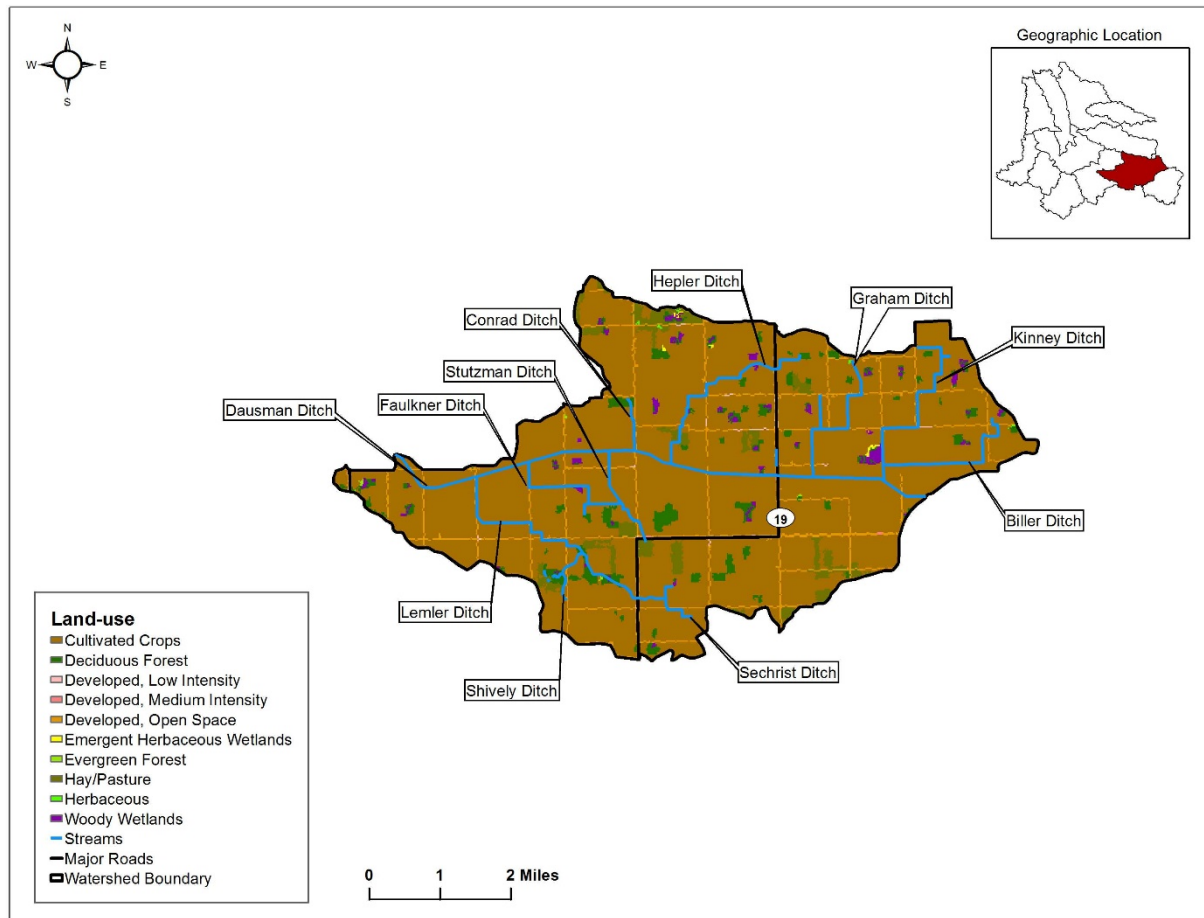 N
W E
S
Geographic Location
Hepler Ditch
Graham Ditch
Conrad Ditch
Kinney Ditch
Stutzman Ditch
Faulkner Ditch
Dausman Ditch
19
Biller Ditch
Lemler Ditch
Sechrist Ditch
Shively Ditch
Land-use
Cultivated Crops
Deciduous Forest
Developed, Low Intensity
Developed, Medium Intensity
Developed, Open Space
Emergent Herbaceous Wetlands
Evergreen Forest
Hay/Pasture
Herbaceous
Woody Wetlands
Streams
Major Roads
Watershed Boundary
0 1 2 Miles